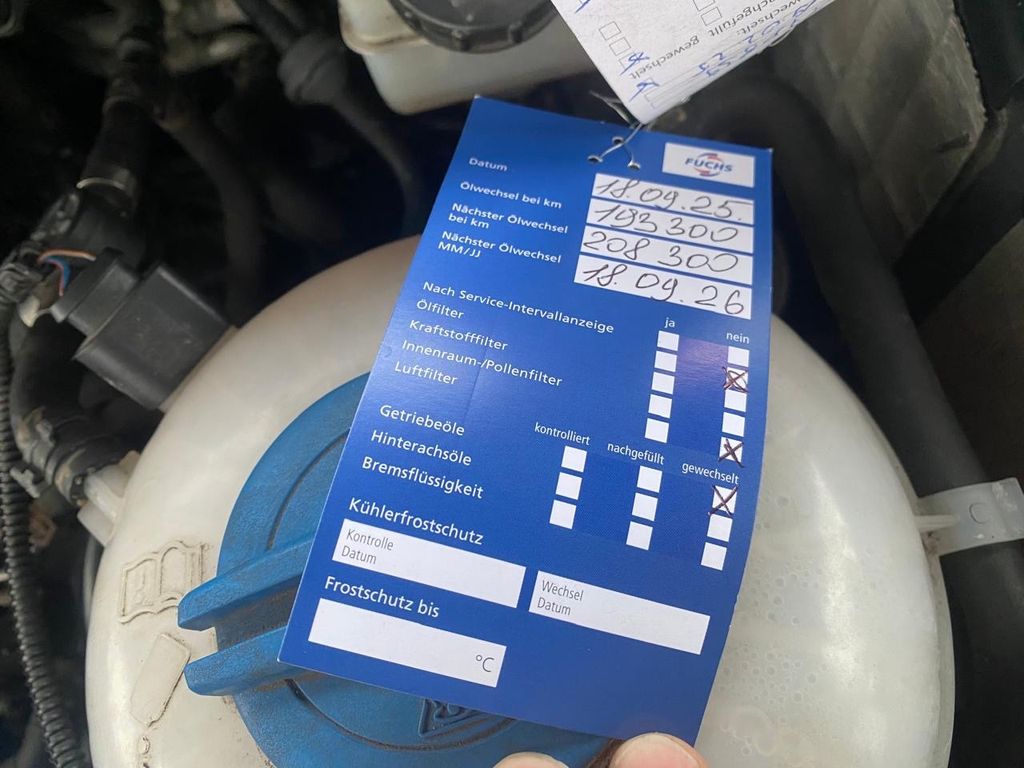 nachgefüllt gewechselt
FUCHS
Datum 18.09.25.
Ölwechsel bei km 193 300
Nächster Ölwechsel bei km 208 300
Nächster Ölwechsel MM/JJ 18.09.26
ja nein
Nach Service-Intervallanzeige
Ölfilter
Kraftstofffilter
Innenraum-/Pollenfilter
Luftfilter
kontrolliert nachgefüllt gewechselt
Getriebeöle
Hinterachsöle
Bremsflüssigkeit
Kühlerfrostschutz
Kontrolle Datum
Wechsel Datum
Frostschutz bis
°C